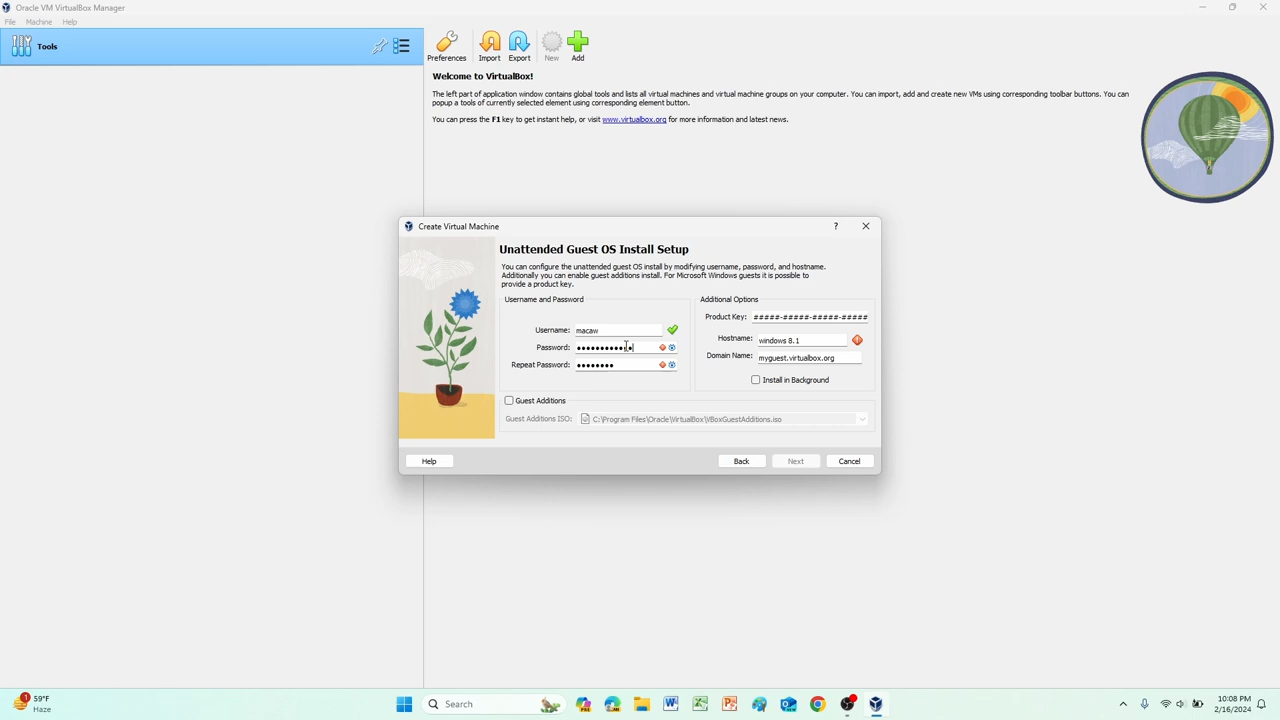 Oracle VM VirtualBox Manager
File Machine Help
Tools
Preferences Import Export New Add
Welcome to VirtualBox!
The left part of application window contains global tools and lists all virtual machines and virtual machine groups on your computer. You can import, add and create new VMs using corresponding toolbar buttons. You can
popup a tools of currently selected element using corresponding element button.
You can press the F1 key to get instant help, or visit www.virtualbox.org for more information and latest news.
Create Virtual Machine
?
Unattended Guest OS Install Setup
You can configure the unattended guest OS install by modifying username, password, and hostname.
Additionally you can enable guest additions install. For Microsoft Windows guests it is possible to
provide a product key.
Username and Password
Username: macaw
Password: ●●●●●●●●●●●●
Repeat Password: ●●●●●●●●
Additional Options
Product Key: #####-#####-#####-#####
Hostname: windows 8.1
Domain Name: myguest.virtualbox.org
Install in Background
Guest Additions
Guest Additions ISO: C:\Program Files\Oracle\VirtualBox\VBoxGuestAdditions.iso
Help Back Next Cancel
1
59°F
Haze
Search
10:08 PM
2/16/2024